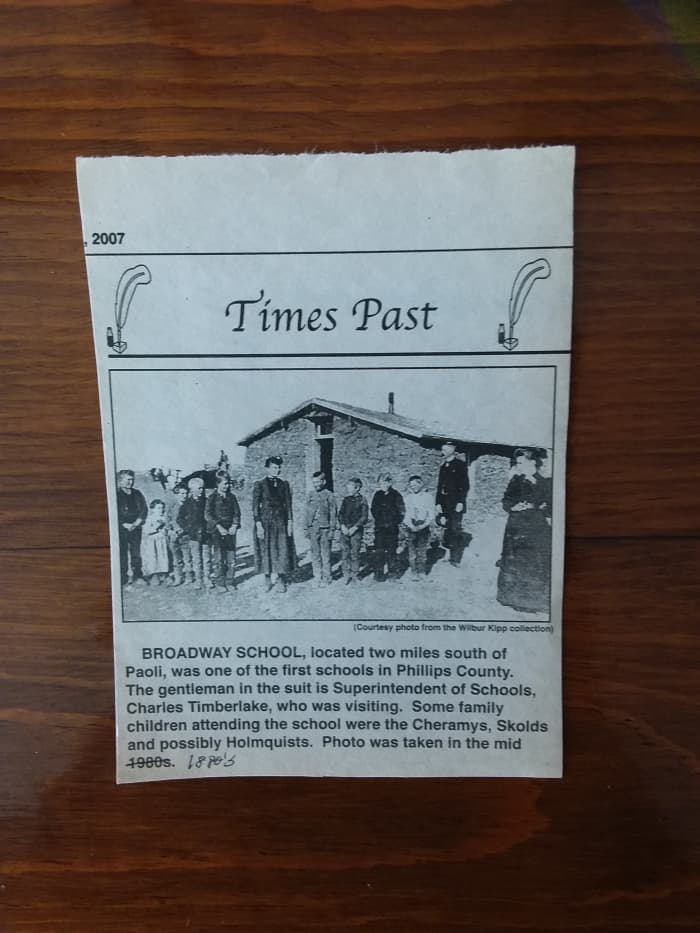 , 2007
Times Past
(Courtesy photo from the Wilbur Kipp collection)
BROADWAY SCHOOL, located two miles south of
Paoli, was one of the first schools in Phillips County.
The gentleman in the suit is Superintendent of Schools,
Charles Timberlake, who was visiting. Some family
children attending the school were the Cheramys, Skolds
and possibly Holmquists. Photo was taken in the mid
1980s. 1880's